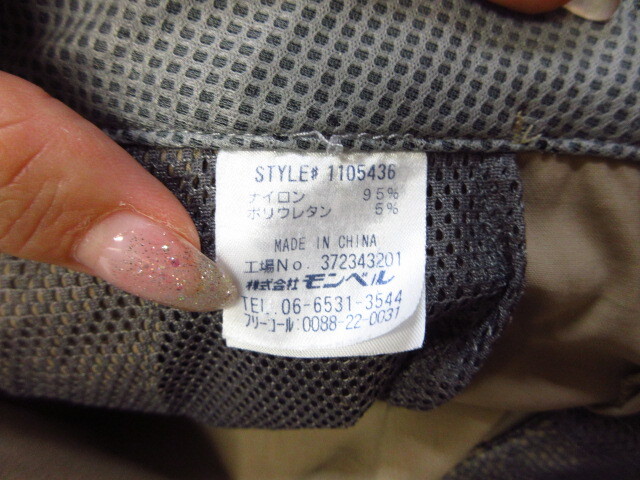 STYLE# 1105436
ナイロン 95%
ポリウレタン 5%
MADE IN CHINA
工場No. 372343201
株式会社 モンベル
TEL: 06-6531-3544
フリーコール:0088-22-0031